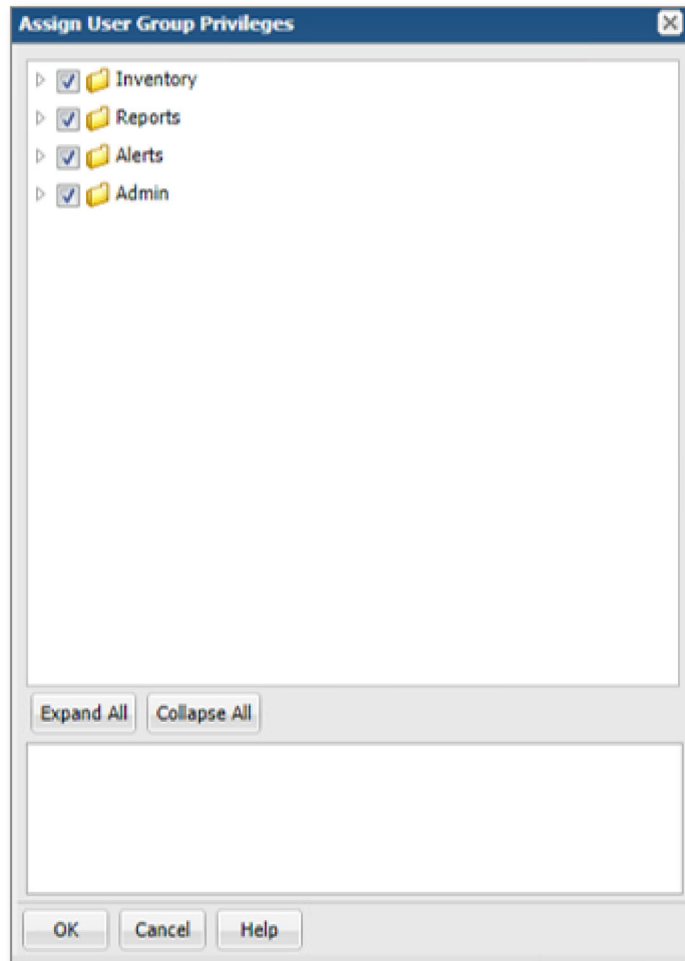 Assign User Group Privileges
Inventory
Reports
Alerts
Admin
Expand All Collapse All
OK Cancel Help